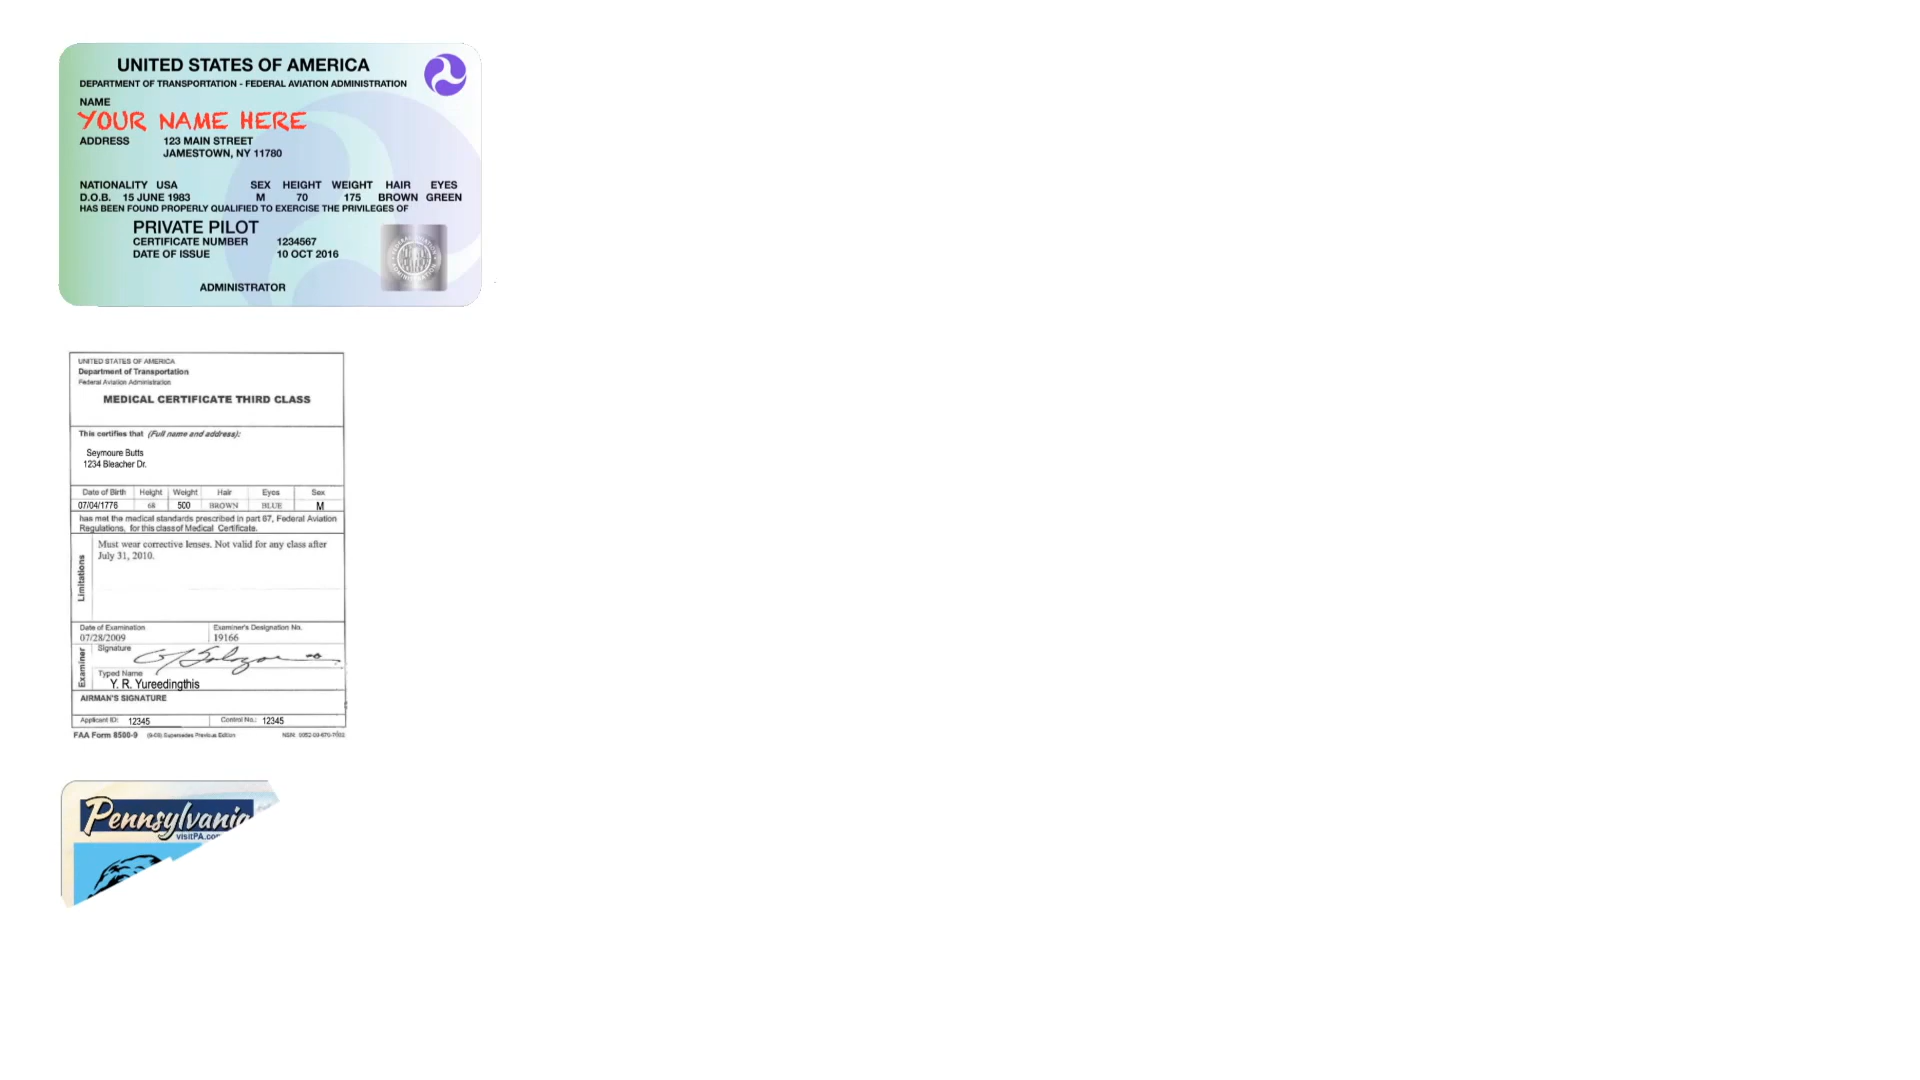 UNITED STATES OF AMERICA
DEPARTMENT OF TRANSPORTATION - FEDERAL AVIATION ADMINISTRATION
NAME
YOUR NAME HERE
ADDRESS 123 MAIN STREET
JAMESTOWN, NY 11780
NATIONALITY USA SEX HEIGHT WEIGHT HAIR EYES
D.O.B. 15 JUNE 1983 M 70 175 BROWN GREEN
HAS BEEN FOUND PROPERLY QUALIFIED TO EXERCISE THE PRIVILEGES OF
PRIVATE PILOT
CERTIFICATE NUMBER 1234567
DATE OF ISSUE 10 OCT 2016
ADMINISTRATOR
UNITED STATES OF AMERICA
Department of Transportation
Federal Aviation Administration
MEDICAL CERTIFICATE THIRD CLASS
This certifies that (Full name and address):
Seymoure Butts
1234 Bleacher Dr.
Date of Birth Height Weight Hair Eyes Sex
07/04/1776 68 500 BROWN BLUE M
has met the medical standards prescribed in part 67, Federal Aviation
Regulations, for this class of Medical Certificate.
Limitations
Must wear corrective lenses. Not valid for any class after
July 31, 2010.
Date of Examination Examiner's Designation No.
07/28/2009 19166
Examiner
Signature
Typed Name
Y. R. Yureedingthis
AIRMAN'S SIGNATURE
Applicant ID: 12345 Control No.: 12345
FAA Form 8500-9 Supersedes Previous Edition NSN:
Pennsylvania
visitPA.co